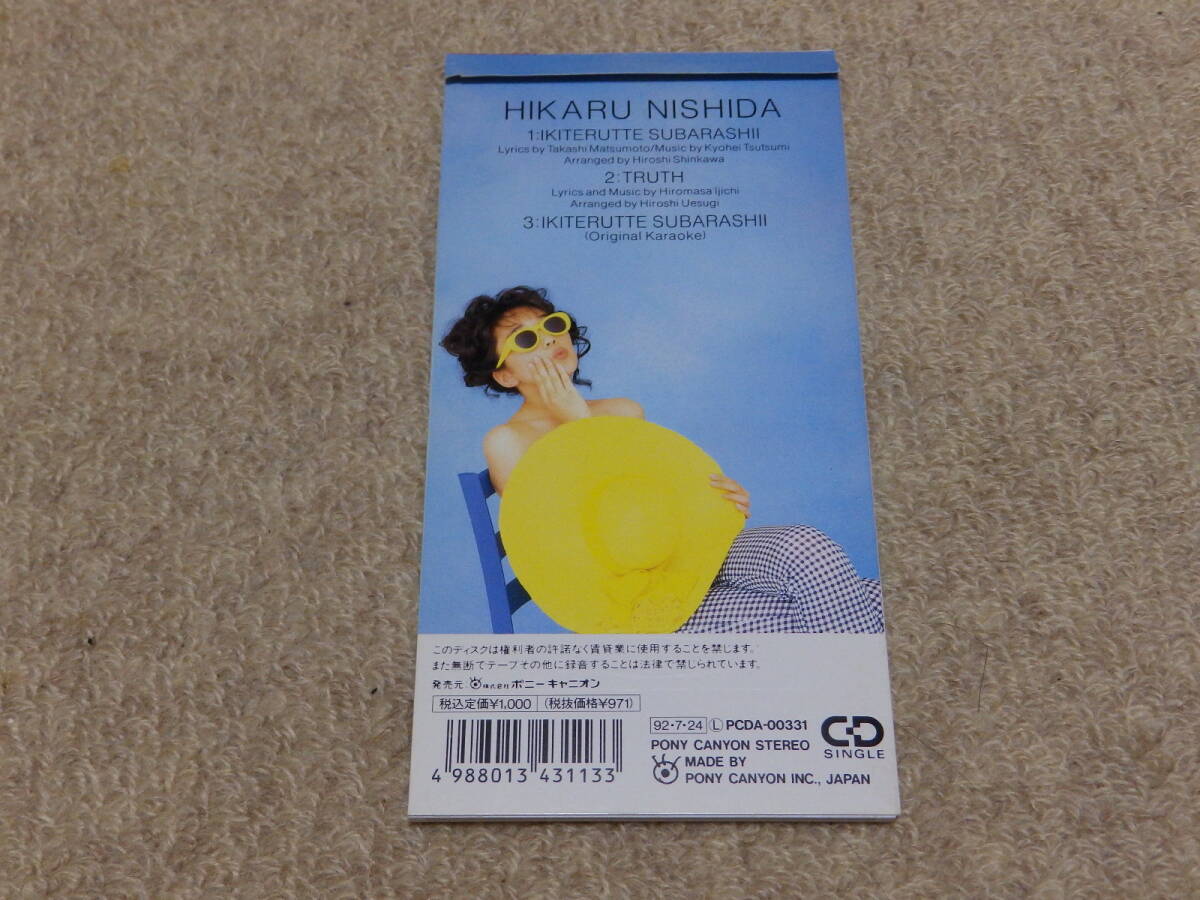 HIKARU NISHIDA
1:IKITERUTTE SUBARASHII
Lyrics by Takashi Matsumoto/Music by Kyohei Tsutsumi
Arranged by Hiroshi Shinkawa
2:TRUTH
Lyrics and Music by Hiromasa Ijichi
Arranged by Hiroshi Uesugi
3:IKITERUTTE SUBARASHII
(Original Karaoke)
このディスクは権利者の許諾なく賃貸業に使用することを禁じます。
また無断でテープその他に録音することは法律で禁じられています。
発売元・株式会社 ポニーキャニオン
税込定価¥1,000 (税抜価格¥971)
4 988013 431133
92・7・24 Ⓛ PCDA-00331
PONY CANYON STEREO
MADE BY
PONY CANYON INC., JAPAN
CD
SINGLE